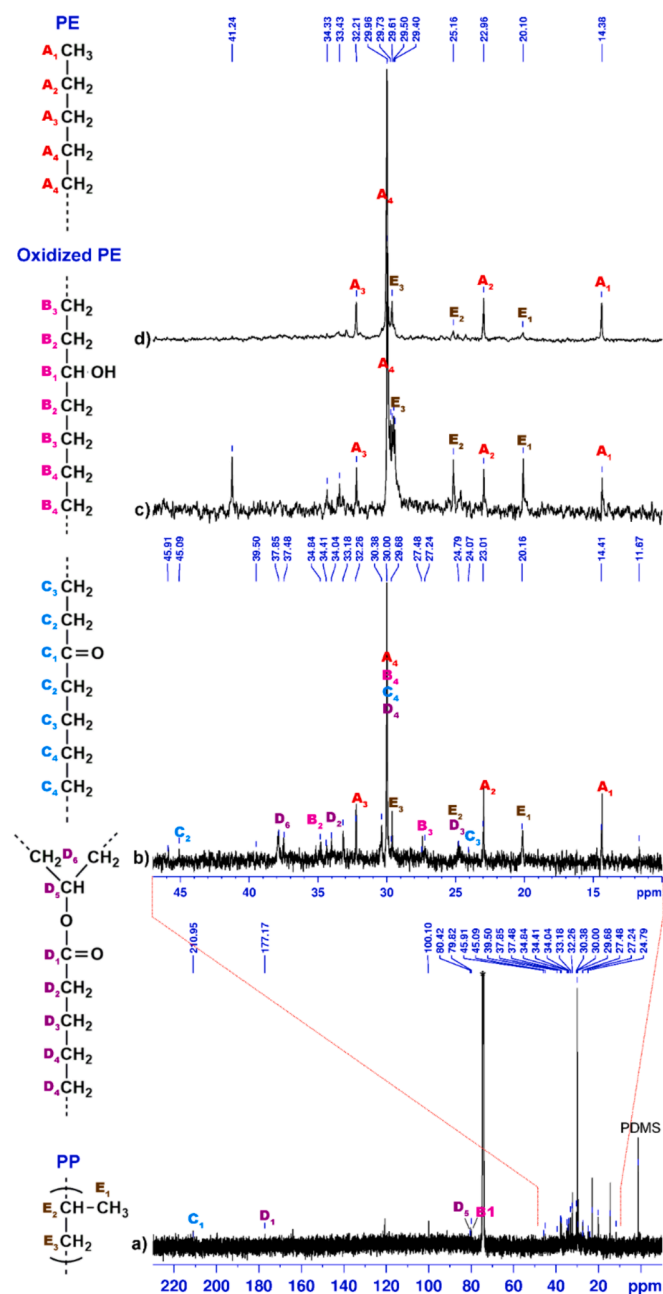 PE
A₁ CH₃
A₂ CH₂
A₃ CH₂
A₄ CH₂
A₄ CH₂
Oxidized PE
B₃ CH₂
B₂ CH₂
B₁ CH·OH
B₂ CH₂
B₃ CH₂
B₄ CH₂
B₄ CH₂
C₃ CH₂
C₂ CH₂
C₁ C=O
C₂ CH₂
C₃ CH₂
C₄ CH₂
C₄ CH₂
CH₂ D₆ CH₂
D₅ CH
O
D₁ C=O
D₂ CH₂
D₃ CH₂
D₄ CH₂
D₄ CH₂
PP
E₁
E₂ CH-CH₃
E₃ CH₂
41.24 34.33 33.43 32.21 29.96 29.73 29.61 29.50 29.40 25.16 22.96 20.10 14.38
A₄
A₃ E₃ E₂ A₂ E₁ A₁
d)
A₄
E₃
A₃ E₂ A₂ E₁ A₁
c)
45.91 45.09 39.50 37.85 37.48 34.84 34.41 34.04 33.18 32.26 30.38 30.00 29.68 27.48 27.24 24.79 24.07 23.01 20.16 14.41 11.67
A₄
B₄
C₄
D₄
C₂ D₆ B₂ D₂ A₃ E₃ B₃ E₂ D₃ C₃ A₂ E₁ A₁
b)
45 40 35 30 25 20 15 ppm
210.95 177.17 100.10 80.42 79.82 45.91 45.09 39.50 37.85 37.48 34.84 34.41 34.04 33.18 32.26 30.38 30.00 29.68 27.48 27.24 24.79
PDMS
C₁ D₁ D₅ B1
a)
220 200 180 160 140 120 100 80 60 40 20 ppm